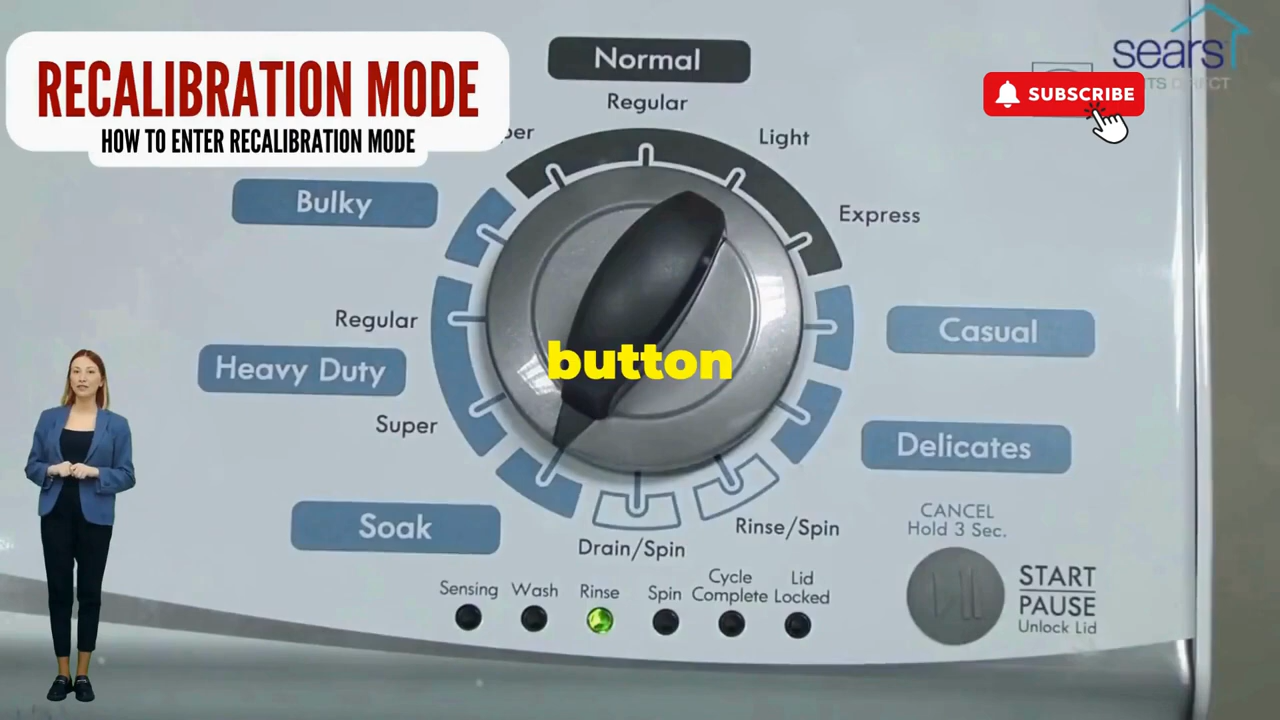 RECALIBRATION MODE
HOW TO ENTER RECALIBRATION MODE
sears
SUBSCRIBE
Normal
Regular
Light
Express
Bulky
Regular
Heavy Duty
Super
Soak
Casual
Delicates
Rinse/Spin
Drain/Spin
button
CANCEL
Hold 3 Sec.
START
PAUSE
Unlock Lid
Sensing
Wash
Rinse
Spin
Cycle
Complete
Lid
Locked